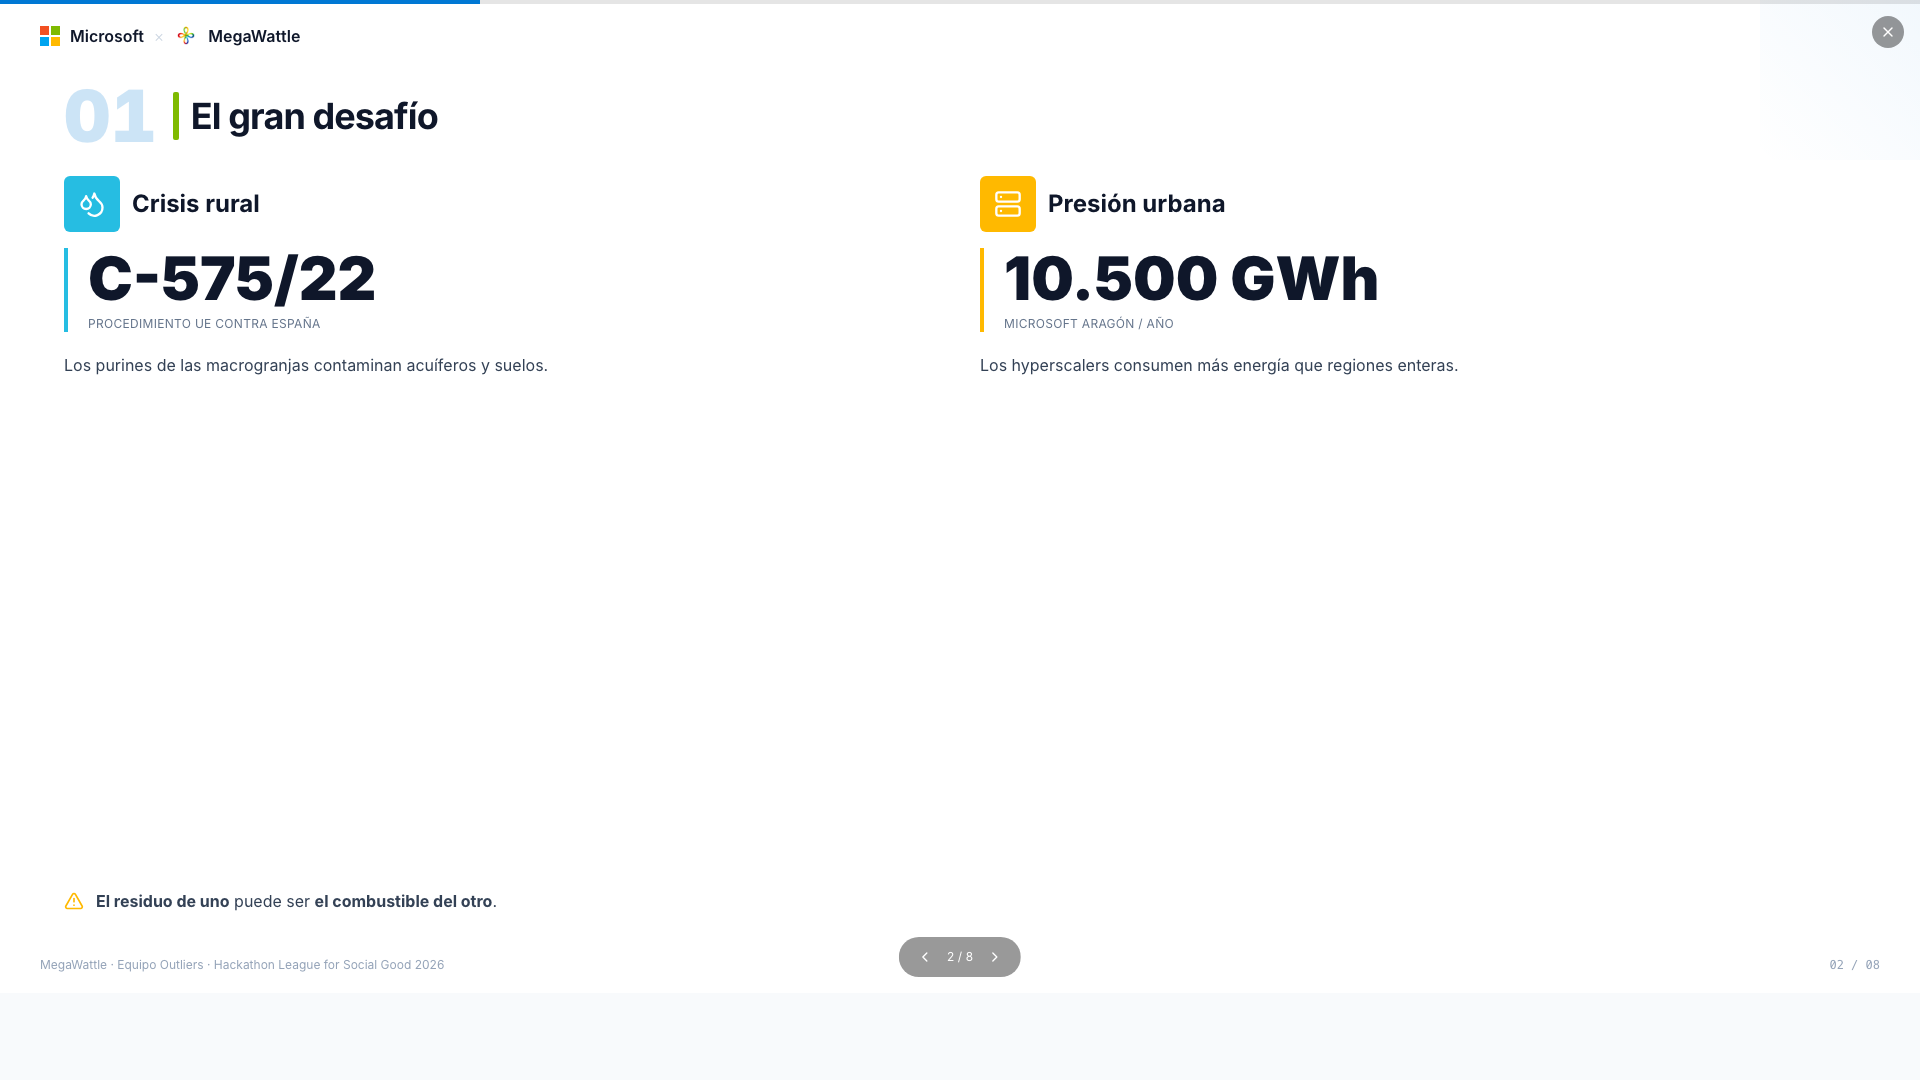 Microsoft × MegaWattle
01 El gran desafío
Crisis rural
C-575/22
PROCEDIMIENTO UE CONTRA ESPAÑA
Los purines de las macrogranjas contaminan acuíferos y suelos.
Presión urbana
10.500 GWh
MICROSOFT ARAGÓN / AÑO
Los hyperscalers consumen más energía que regiones enteras.
El residuo de uno puede ser el combustible del otro.
MegaWattle · Equipo Outliers · Hackathon League for Social Good 2026
2 / 8
02 / 08